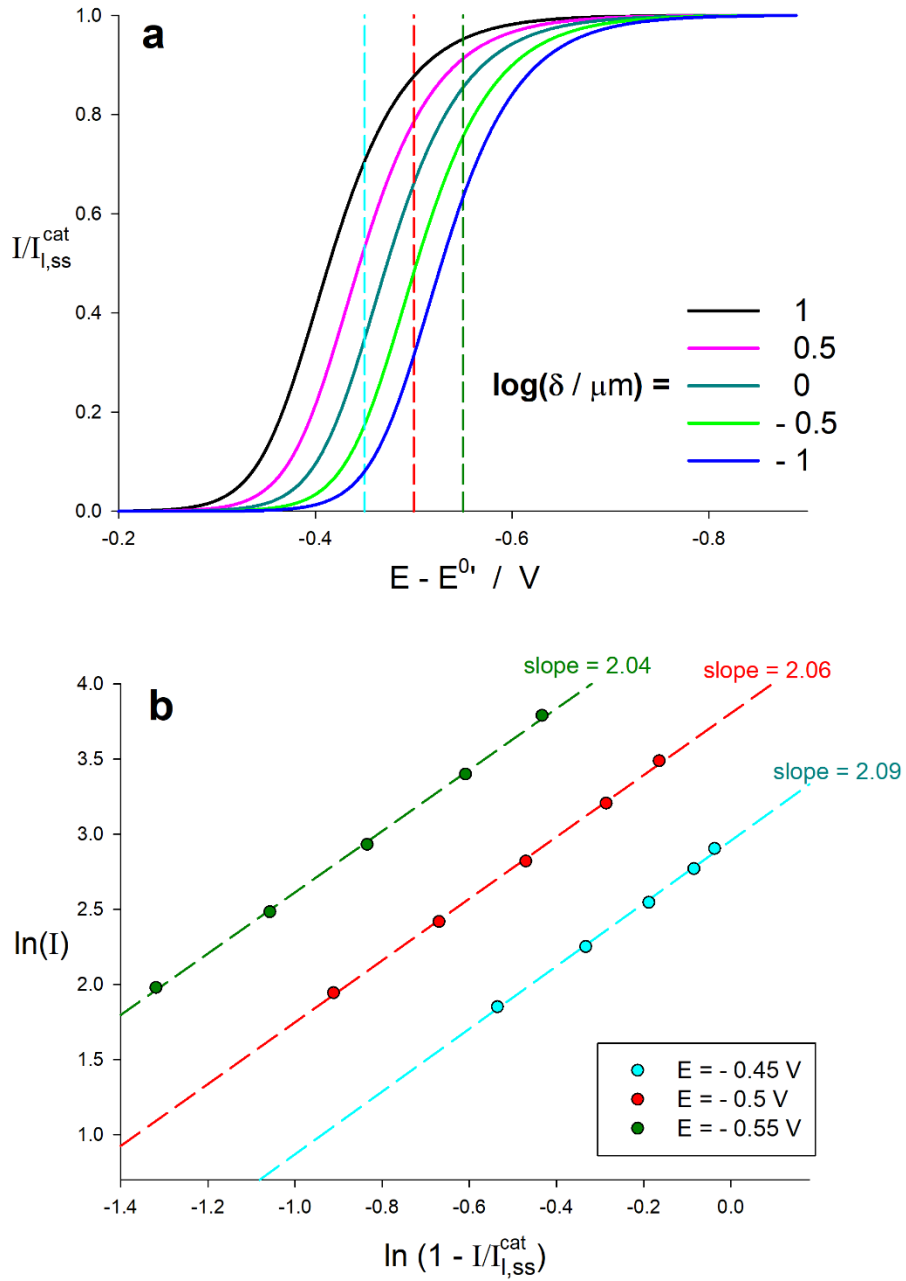 a
1.0
0.8
0.6
I/I l,ss cat
0.4
0.2
0.0
1
0.5
log(δ / μm) = 0
- 0.5
- 1
-0.2 -0.4 -0.6 -0.8
E - E0' / V
b
slope = 2.04
slope = 2.06
slope = 2.09
4.0
3.5
3.0
2.5
ln(I)
2.0
1.5
1.0
E = - 0.45 V
E = - 0.5 V
E = - 0.55 V
-1.4 -1.2 -1.0 -0.8 -0.6 -0.4 -0.2 0.0
ln (1 - I/I l,ss cat)